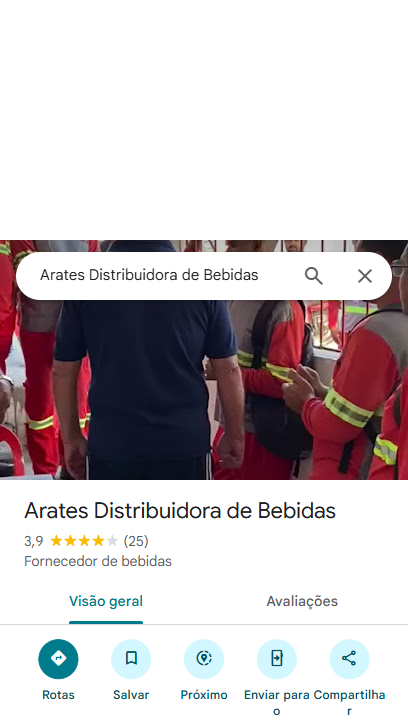 Arates Distribuidora de Bebidas
Arates Distribuidora de Bebidas
3,9 (25)
Fornecedor de bebidas
Visão geral Avaliações
Rotas Salvar Próximo Enviar para o Compartilhar